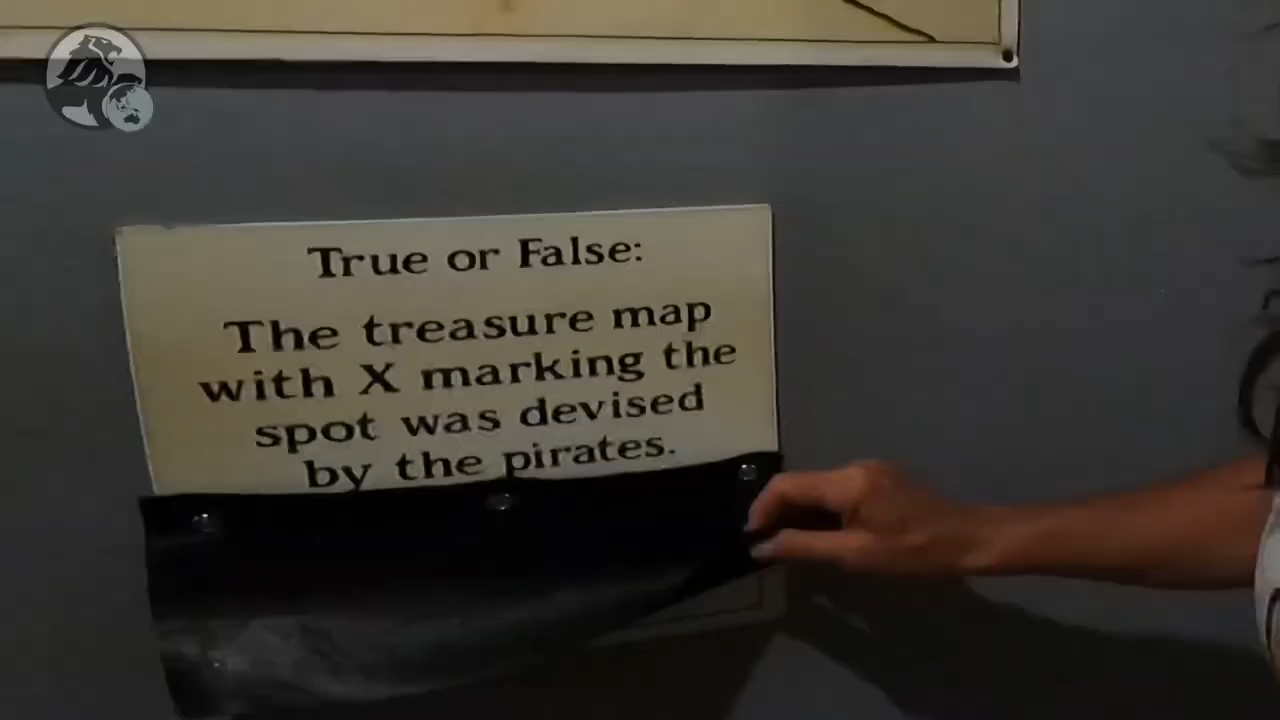 True or False:
The treasure map
with X marking the
spot was devised
by the pirates.